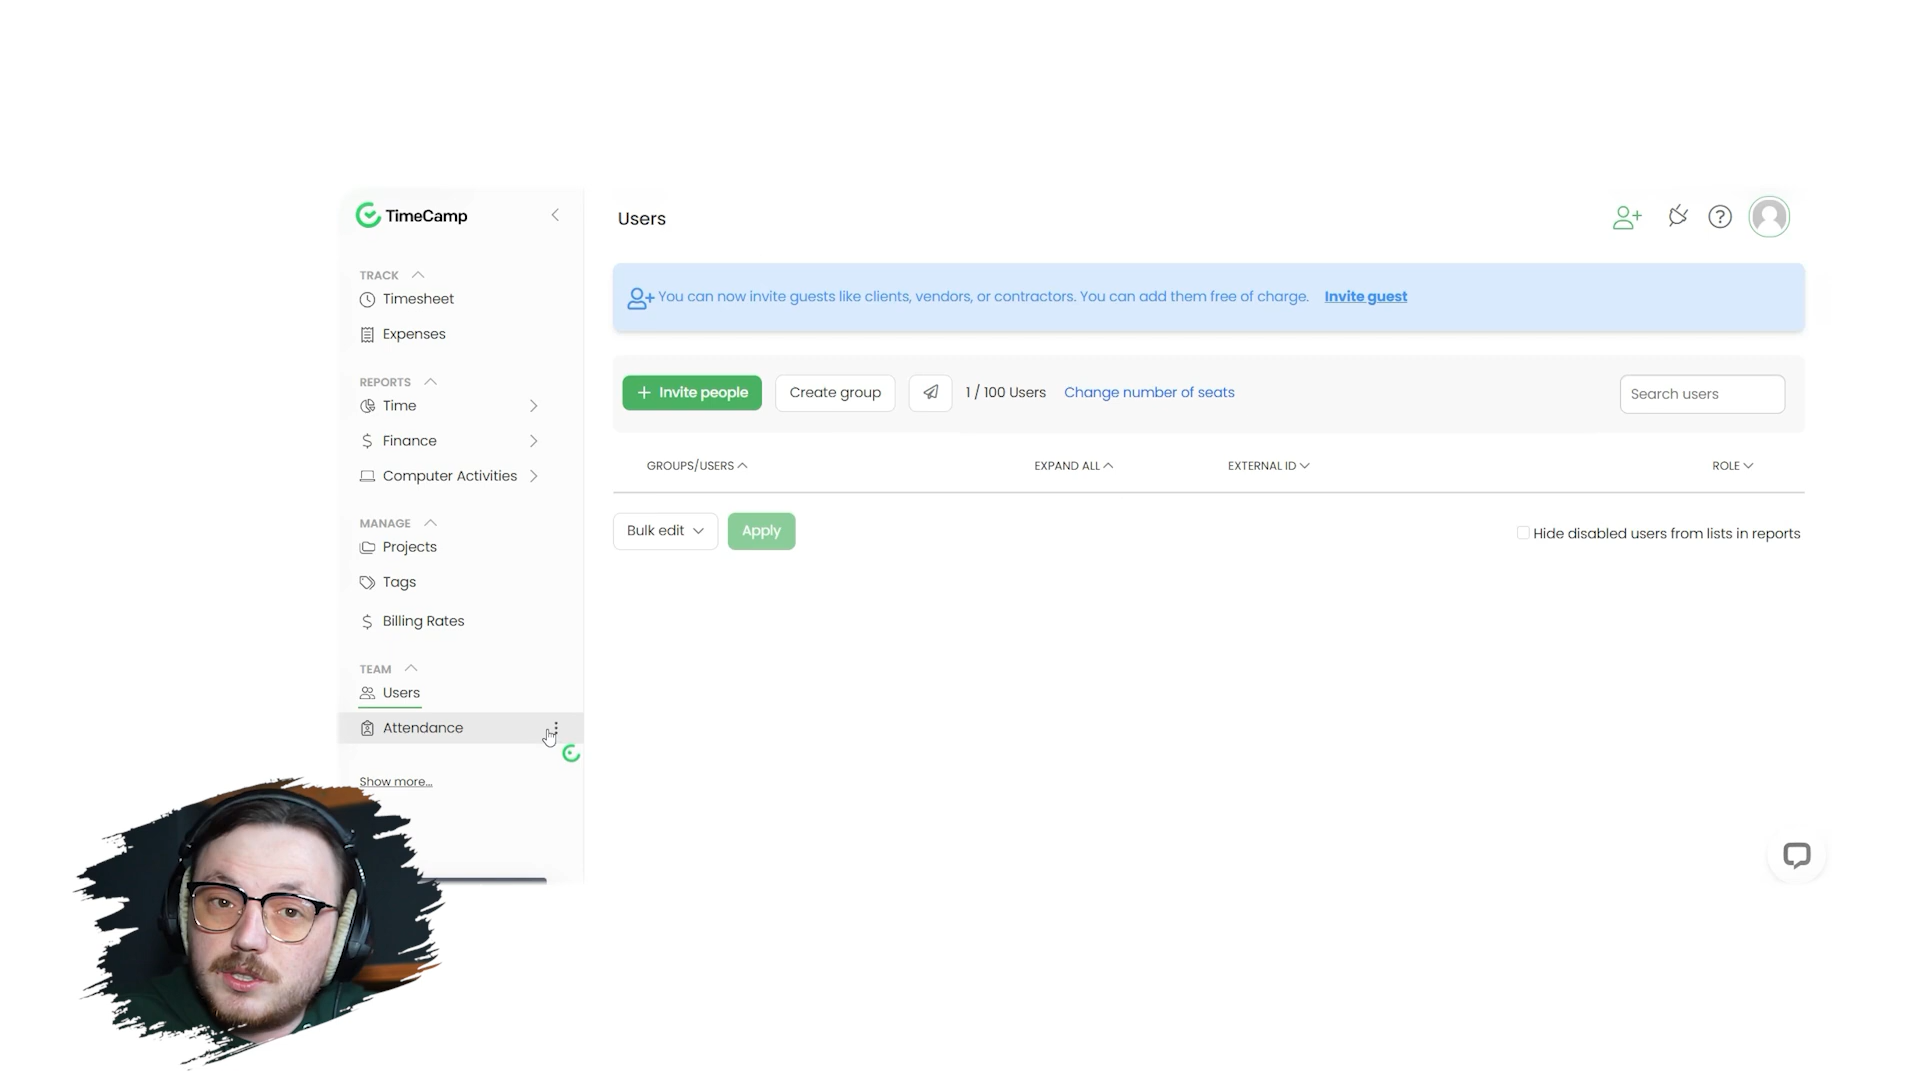 TimeCamp
TRACK
Timesheet
Expenses
REPORTS
Time
Finance
Computer Activities
MANAGE
Projects
Tags
Billing Rates
TEAM
Users
Attendance
Show more...
Users
You can now invite guests like clients, vendors, or contractors. You can add them free of charge. Invite guest
+ Invite people Create group 1 / 100 Users Change number of seats Search users
GROUPS/USERS EXPAND ALL EXTERNAL ID ROLE
Bulk edit Apply Hide disabled users from lists in reports